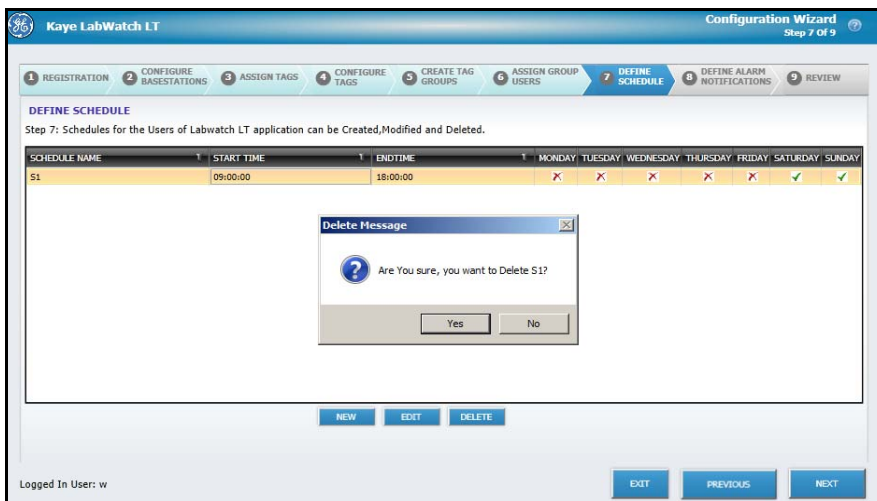 Kaye LabWatch LT
Configuration Wizard
Step 7 Of 9
1 REGISTRATION
2 CONFIGURE BASESTATIONS
3 ASSIGN TAGS
4 CONFIGURE TAGS
5 CREATE TAG GROUPS
6 ASSIGN GROUP USERS
7 DEFINE SCHEDULE
8 DEFINE ALARM NOTIFICATIONS
9 REVIEW
DEFINE SCHEDULE
Step 7: Schedules for the Users of Labwatch LT application can be Created,Modified and Deleted.
SCHEDULE NAME START TIME ENDTIME MONDAY TUESDAY WEDNESDAY THURSDAY FRIDAY SATURDAY SUNDAY
S1 09:00:00 18:00:00
Delete Message
Are You sure, you want to Delete S1?
Yes No
NEW EDIT DELETE
Logged In User: w
EXIT PREVIOUS NEXT